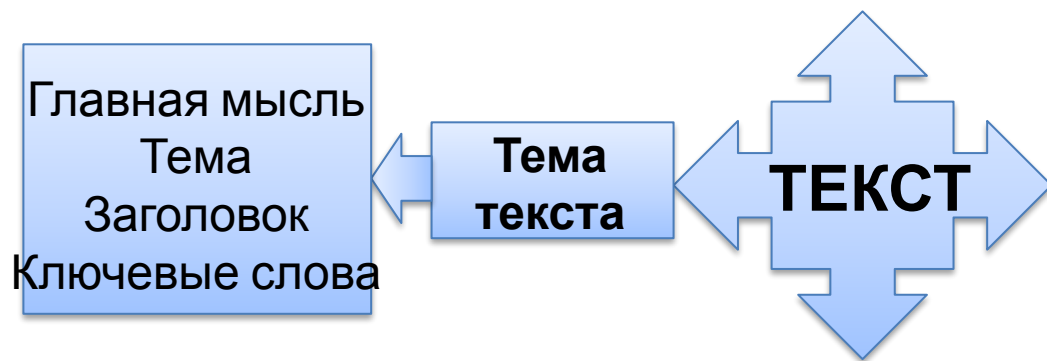 Главная мысль
Тема
Заголовок
Ключевые слова
Тема
текста
ТЕКСТ